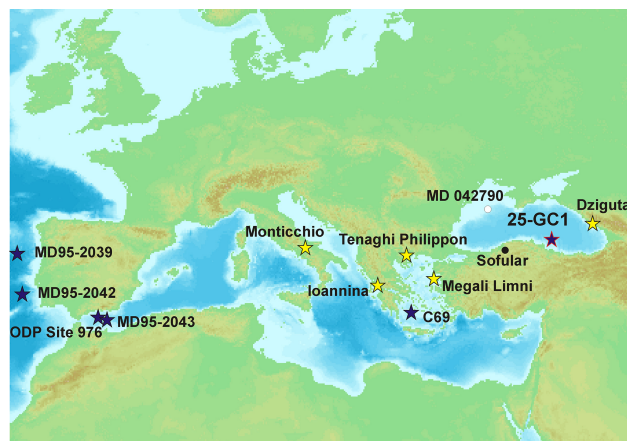 MD 042790
Dziguta
25-GC1
Monticchio
Tenaghi Philippon
MD95-2039
Sofular
Ioannina
Megali Limni
MD95-2042
C69
MD95-2043
ODP Site 976